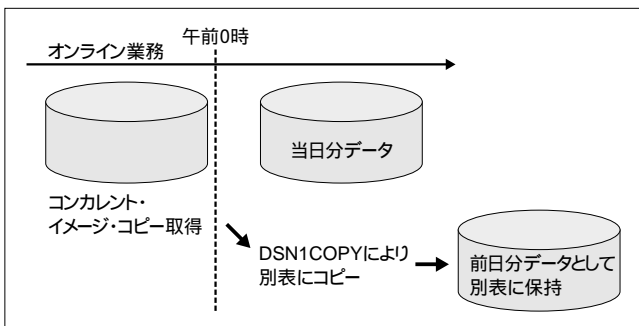 午前0時
オンライン業務
当日分データ
コンカレント・
イメージ・コピー取得
DSN1COPYにより
別表にコピー
前日分データとして
別表に保持